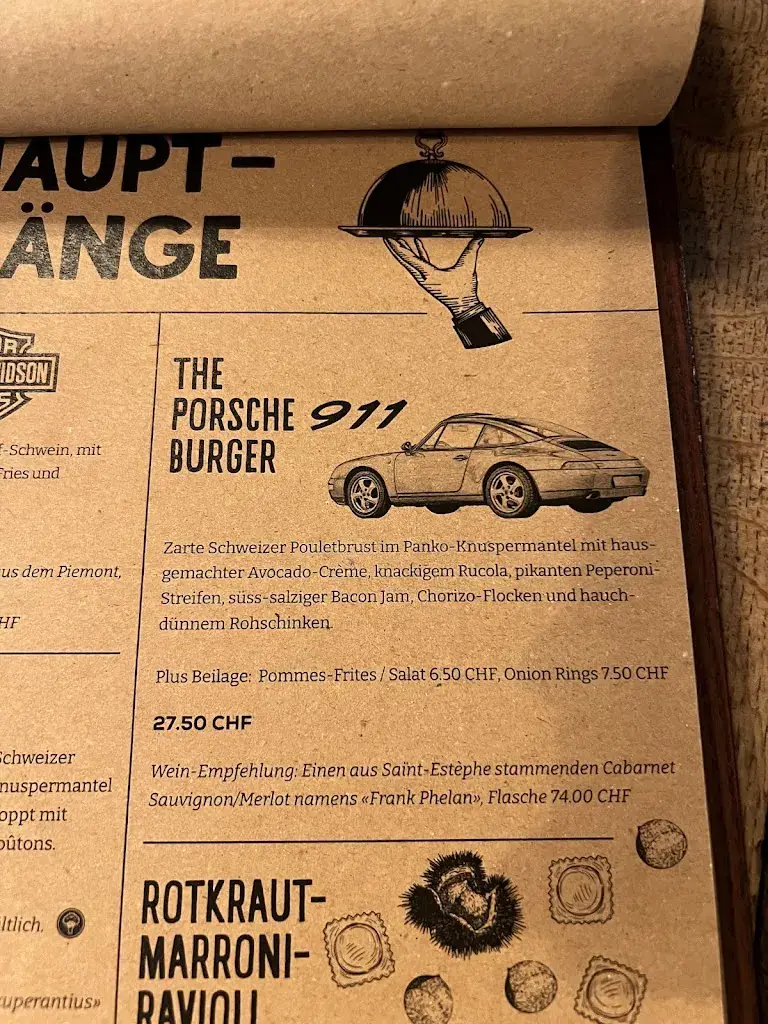 HAUPT-
GÄNGE
THE
PORSCHE 911
BURGER
Zarte Schweizer Pouletbrust im Panko-Knuspermantel mit haus-
gemachter Avocado-Crème, knackigem Rucola, pikanten Peperoni-
Streifen, süss-salziger Bacon Jam, Chorizo-Flocken und hauch-
dünnem Rohschinken.
Plus Beilage: Pommes-Frites / Salat 6.50 CHF, Onion Rings 7.50 CHF
27.50 CHF
Wein-Empfehlung: Einen aus Saint-Estèphe stammenden Cabarnet
Sauvignon/Merlot namens «Frank Phelan», Flasche 74.00 CHF
ROTKRAUT-
MARRONI-
RAVIOLI
IDSON
-Schwein, mit
Fries und
us dem Piemont,
HF
Schweizer
nuspermantel
oppt mit
oûtons.
ltlich.
uperantius»